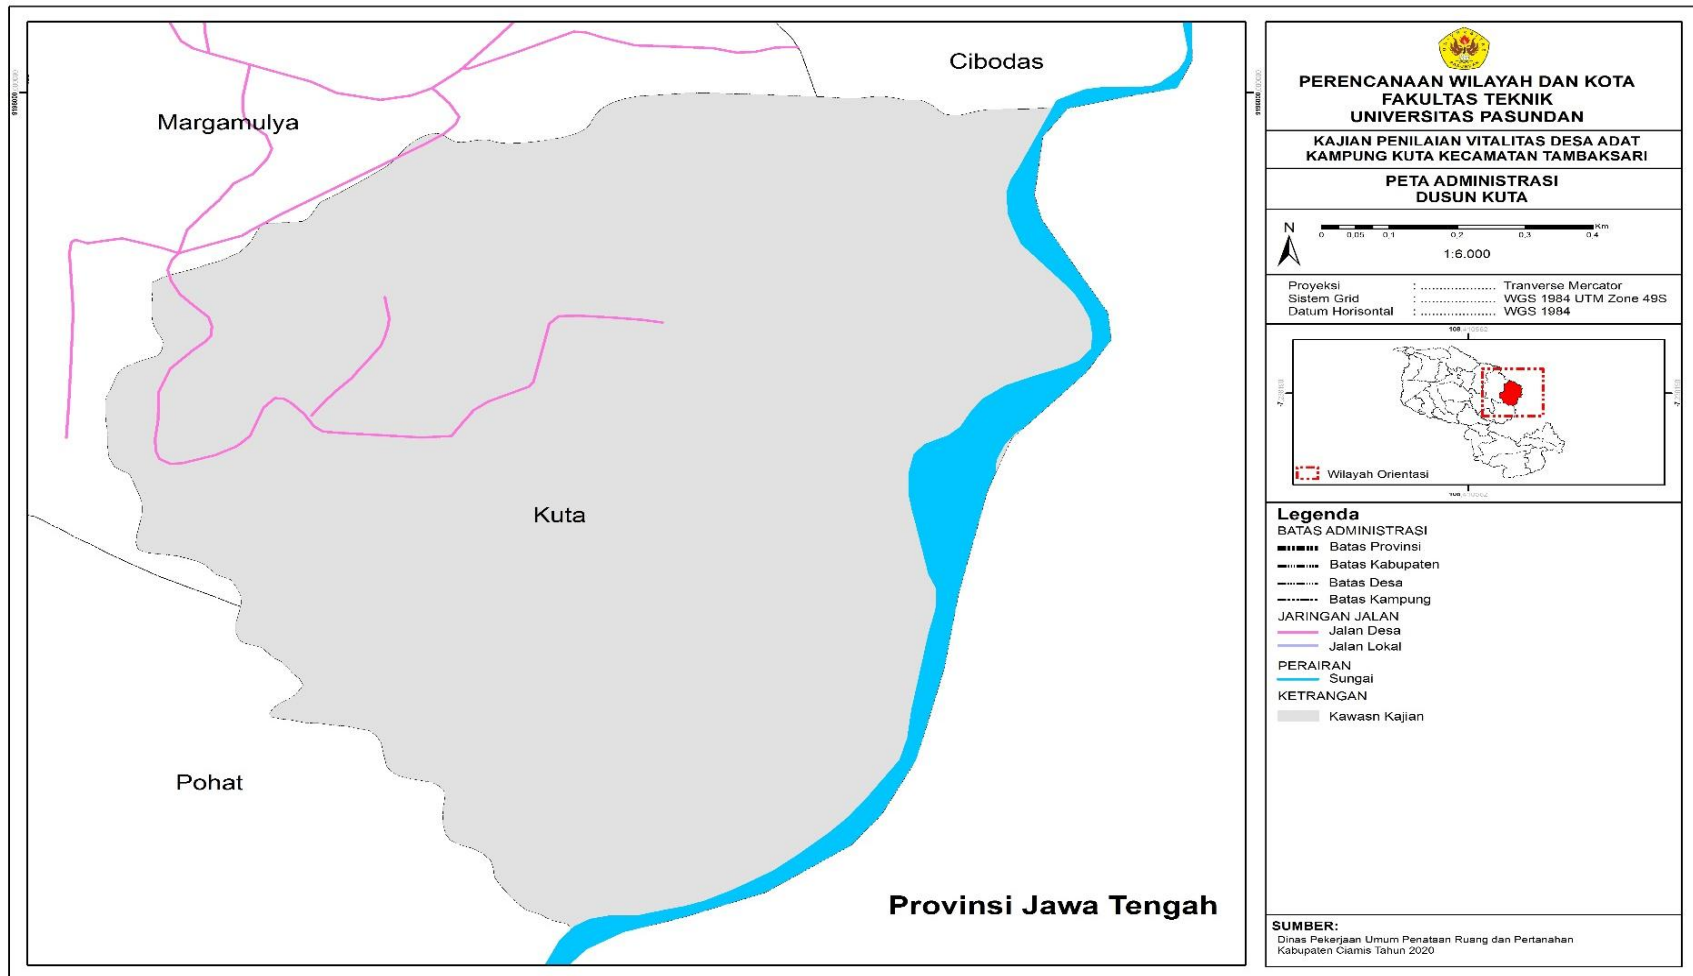 Cibodas
Margamulya
Kuta
Pohat
Provinsi Jawa Tengah
PERENCANAAN WILAYAH DAN KOTA
FAKULTAS TEKNIK
UNIVERSITAS PASUNDAN
KAJIAN PENILAIAN VITALITAS DESA ADAT
KAMPUNG KUTA KECAMATAN TAMBAKSARI
PETA ADMINISTRASI
DUSUN KUTA
N
0 0,05 0,1 0,2 0,3 0,4 Km
1:6.000
Proyeksi : .................... Tranverse Mercator
Sistem Grid : .................... WGS 1984 UTM Zone 49S
Datum Horisontal : .................... WGS 1984
Wilayah Orientasi
Legenda
BATAS ADMINISTRASI
Batas Provinsi
Batas Kabupaten
Batas Desa
Batas Kampung
JARINGAN JALAN
Jalan Desa
Jalan Lokal
PERAIRAN
Sungai
KETRANGAN
Kawasn Kajian
SUMBER:
Dinas Pekerjaan Umum Penataan Ruang dan Pertanahan
Kabupaten Ciamis Tahun 2020